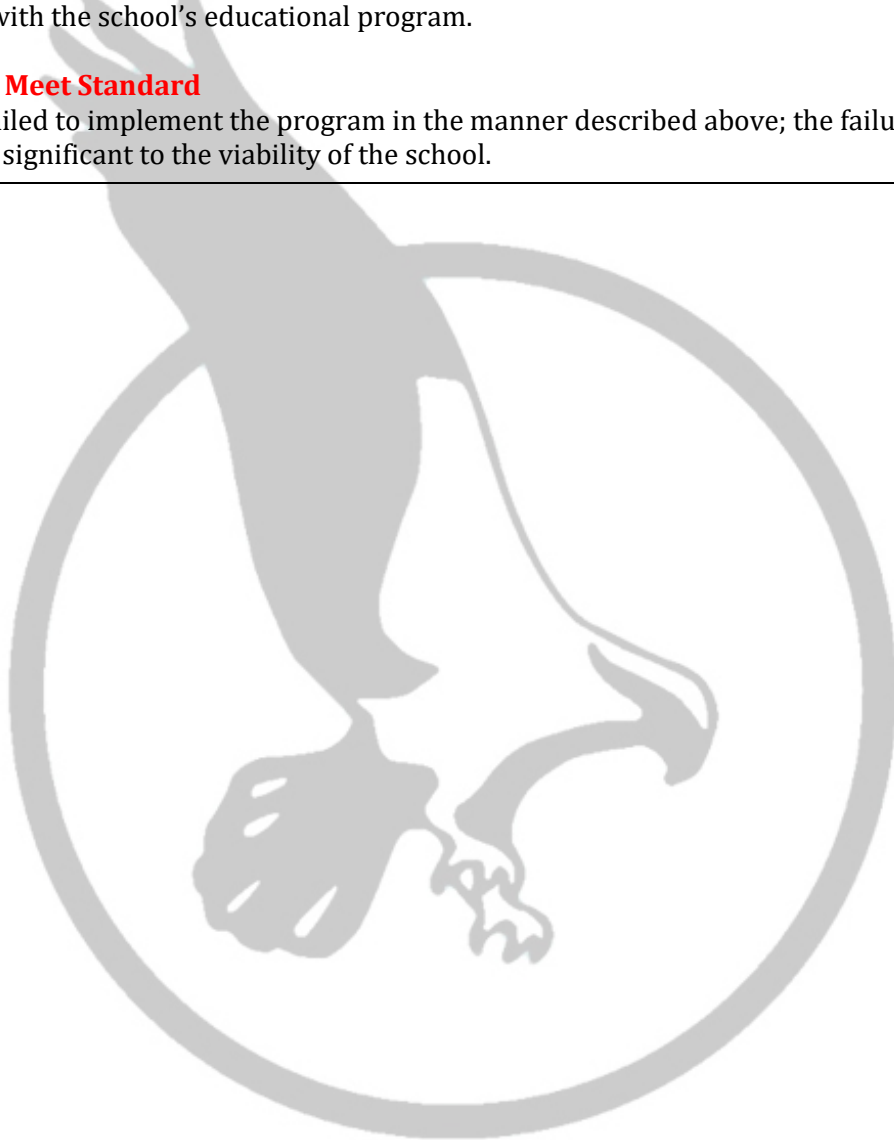 with the school’s educational program.
Meet Standard
iled to implement the program in the manner described above; the failu
significant to the viability of the school.